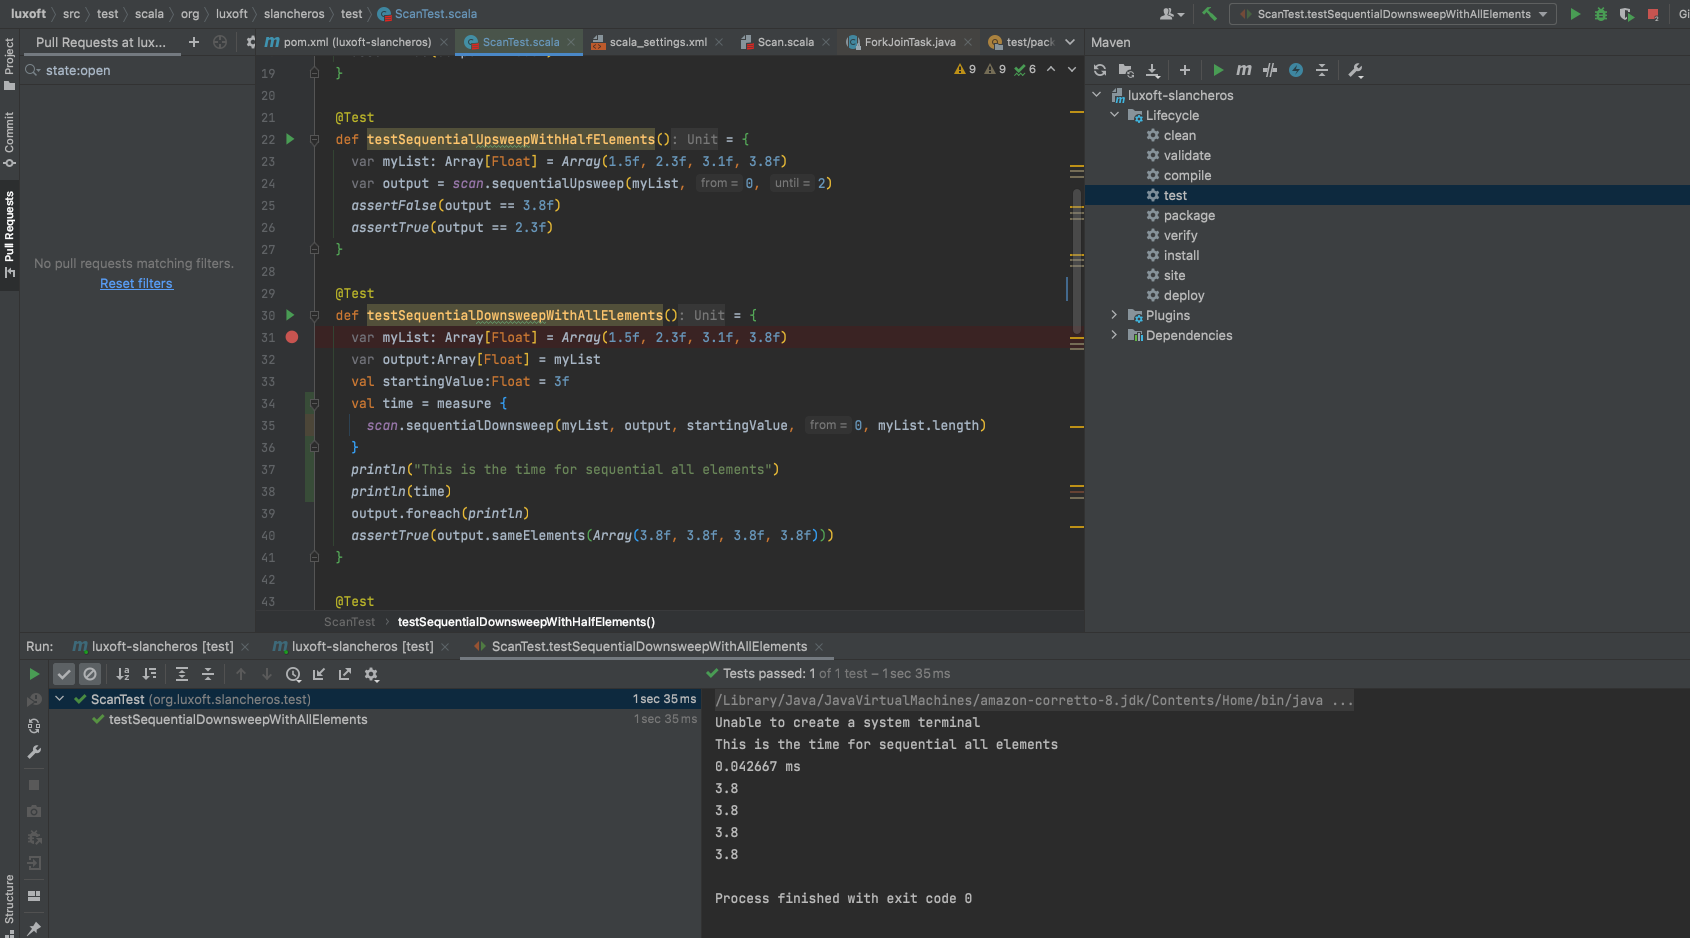 luxoft > src > test > scala > org > luxoft > slancheros > test > ScanTest.scala
ScanTest.testSequentialDownsweepWithAllElements
Gi
Project
Commit
Pull Requests
Structure
Pull Requests at lux...
state:open
No pull requests matching filters.
Reset filters
pom.xml (luxoft-slancheros)
ScanTest.scala
scala_settings.xml
Scan.scala
ForkJoinTask.java
test/pack
9 9 6
19 }
20
21 @Test
22 def testSequentialUpsweepWithHalfElements(): Unit = {
23 var myList: Array[Float] = Array(1.5f, 2.3f, 3.1f, 3.8f)
24 var output = scan.sequentialUpsweep(myList, from = 0, until = 2)
25 assertFalse(output == 3.8f)
26 assertTrue(output == 2.3f)
27 }
28
29 @Test
30 def testSequentialDownsweepWithAllElements(): Unit = {
31 var myList: Array[Float] = Array(1.5f, 2.3f, 3.1f, 3.8f)
32 var output:Array[Float] = myList
33 val startingValue:Float = 3f
34 val time = measure {
35 scan.sequentialDownsweep(myList, output, startingValue, from = 0, myList.length)
36 }
37 println("This is the time for sequential all elements")
38 println(time)
39 output.foreach(println)
40 assertTrue(output.sameElements(Array(3.8f, 3.8f, 3.8f, 3.8f)))
41 }
42
43 @Test
ScanTest > testSequentialDownsweepWithHalfElements()
Maven
luxoft-slancheros
Lifecycle
clean
validate
compile
test
package
verify
install
site
deploy
Plugins
Dependencies
Run:
luxoft-slancheros [test]
luxoft-slancheros [test]
ScanTest.testSequentialDownsweepWithAllElements
Tests passed: 1 of 1 test – 1 sec 35 ms
ScanTest (org.luxoft.slancheros.test) 1 sec 35 ms
testSequentialDownsweepWithAllElements 1 sec 35 ms
/Library/Java/JavaVirtualMachines/amazon-corretto-8.jdk/Contents/Home/bin/java ...
Unable to create a system terminal
This is the time for sequential all elements
0.042667 ms
3.8
3.8
3.8
3.8
Process finished with exit code 0